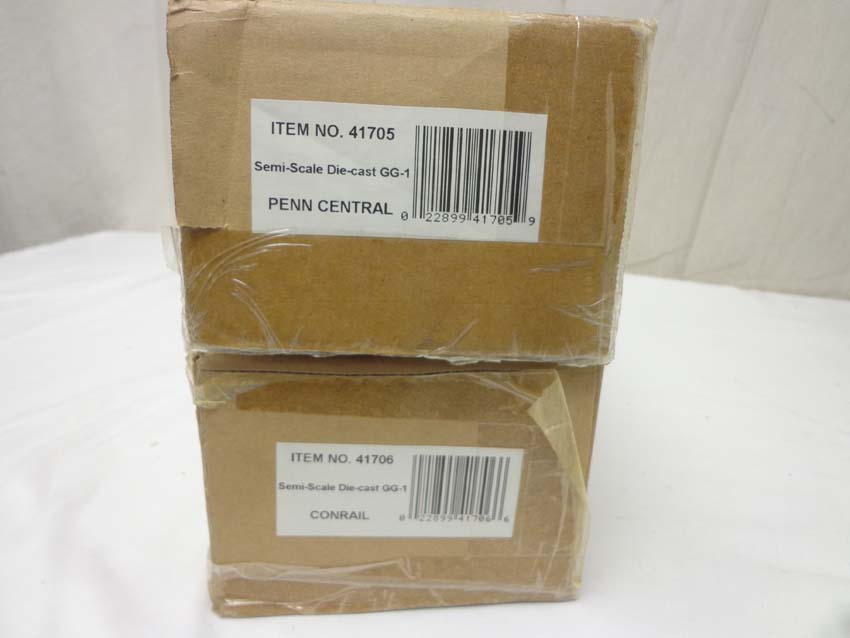 ITEM NO. 41705
Semi-Scale Die-cast GG-1
PENN CENTRAL
0 22899 41705 9
ITEM NO. 41706
Semi-Scale Die-cast GG-1
CONRAIL
0 22899 41706 6